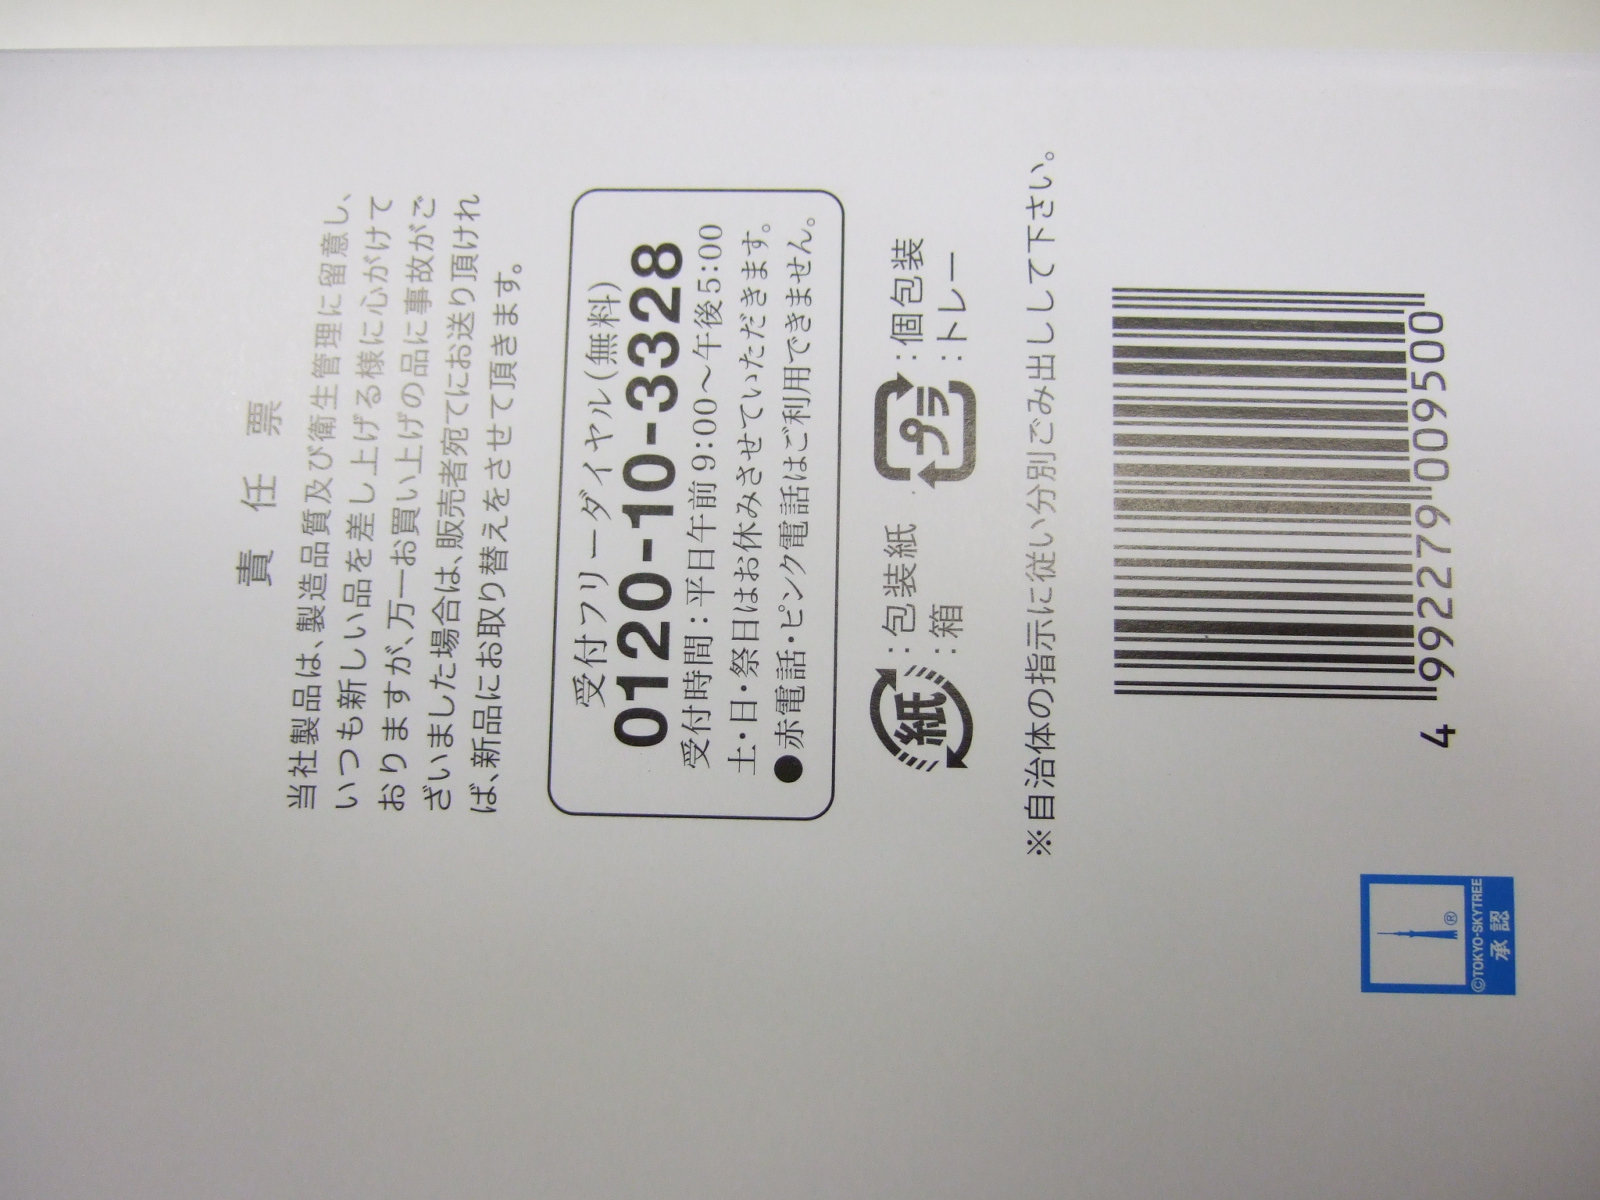 責 任 票
当社製品は、製造品質及び衛生管理に留意し、
いつも新しい品を差し上げる様に心がけて
おりますが、万一お買い上げの品に事故がご
ざいました場合は、販売者宛てにお送り頂けれ
ば、新品にお取り替えをさせて頂きます。
受付フリーダイヤル(無料)
0120-10-3328
受付時間：平日午前9:00〜午後5:00
土・日・祭日はお休みさせていただきます。
●赤電話・ピンク電話はご利用できません。
紙：包装紙
：箱
プラ：個包装
：トレー
※自治体の指示に従い分別ごみ出しして下さい。
4 992279 009500
®
©TOKYO-SKYTREE
承認